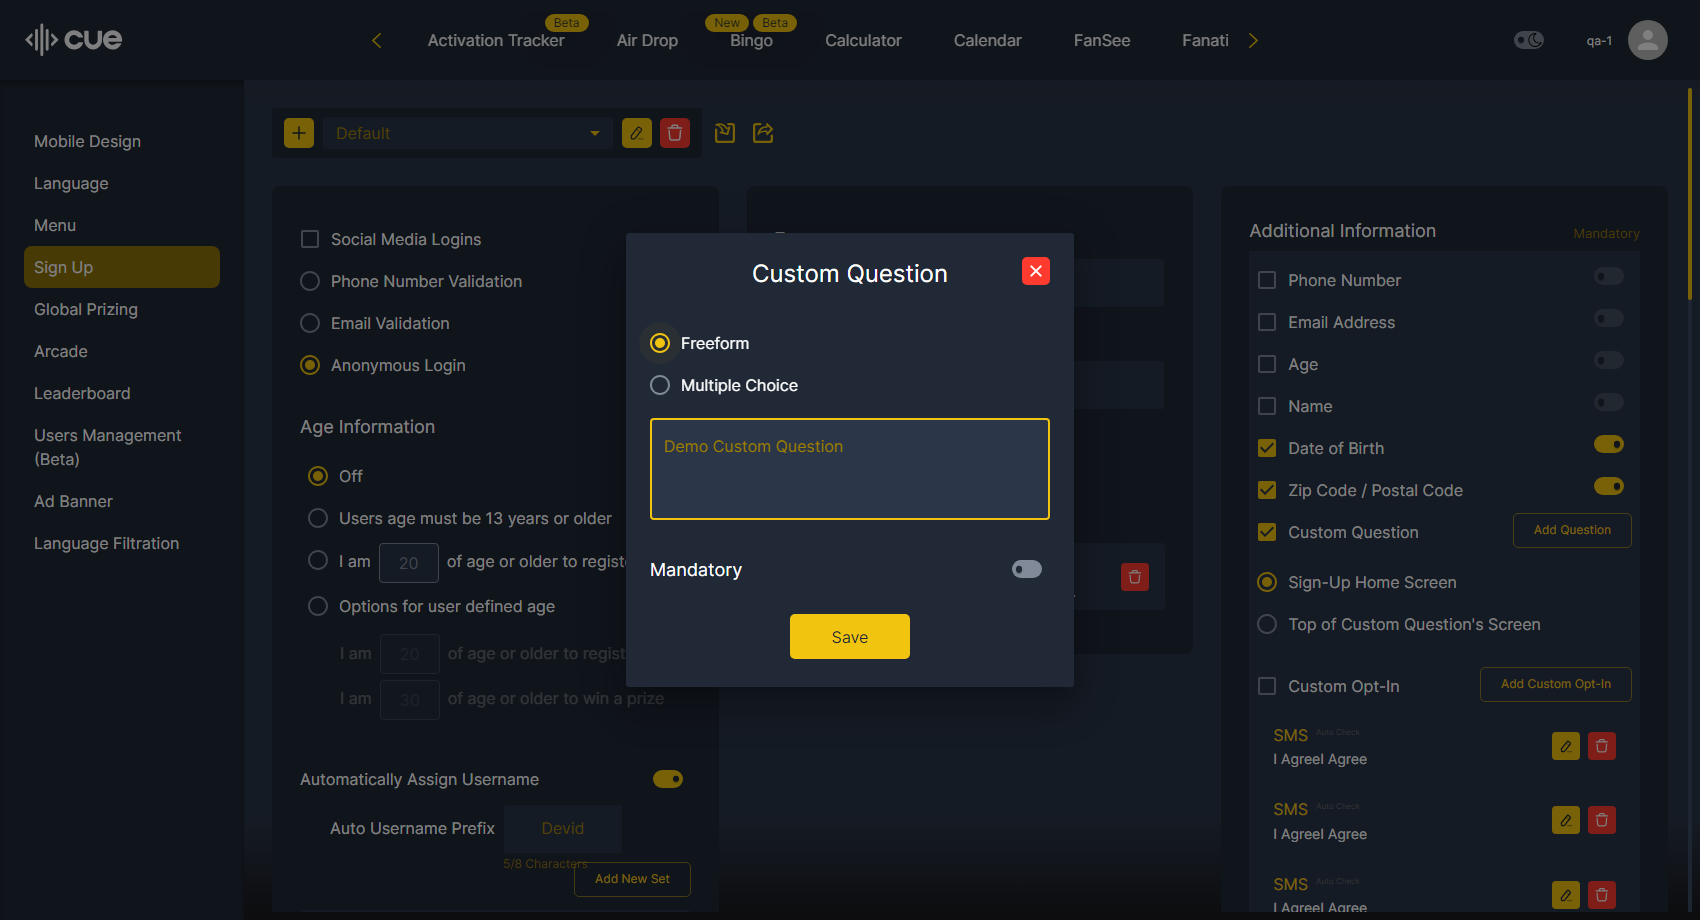 cue
Activation Tracker
Beta
Air Drop
New
Beta
Bingo
Calculator
Calendar
FanSee
Fanati
qa-1
Mobile Design
Language
Menu
Sign Up
Global Prizing
Arcade
Leaderboard
Users Management
(Beta)
Ad Banner
Language Filtration
Default
Social Media Logins
Phone Number Validation
Email Validation
Anonymous Login
Age Information
Off
Users age must be 13 years or older
I am 20 of age or older to regist
Options for user defined age
I am 20 of age or older to regist
I am 30 of age or older to win a prize
Automatically Assign Username
Auto Username Prefix Devid
5/8 Characters
Add New Set
Custom Question
Freeform
Multiple Choice
Demo Custom Question
Mandatory
Save
Additional Information
Mandatory
Phone Number
Email Address
Age
Name
Date of Birth
Zip Code / Postal Code
Custom Question
Add Question
Sign-Up Home Screen
Top of Custom Question's Screen
Custom Opt-In
Add Custom Opt-In
SMS Auto Check
I AgreeI Agree
SMS Auto Check
I AgreeI Agree
SMS Auto Check
I AgreeI Agree